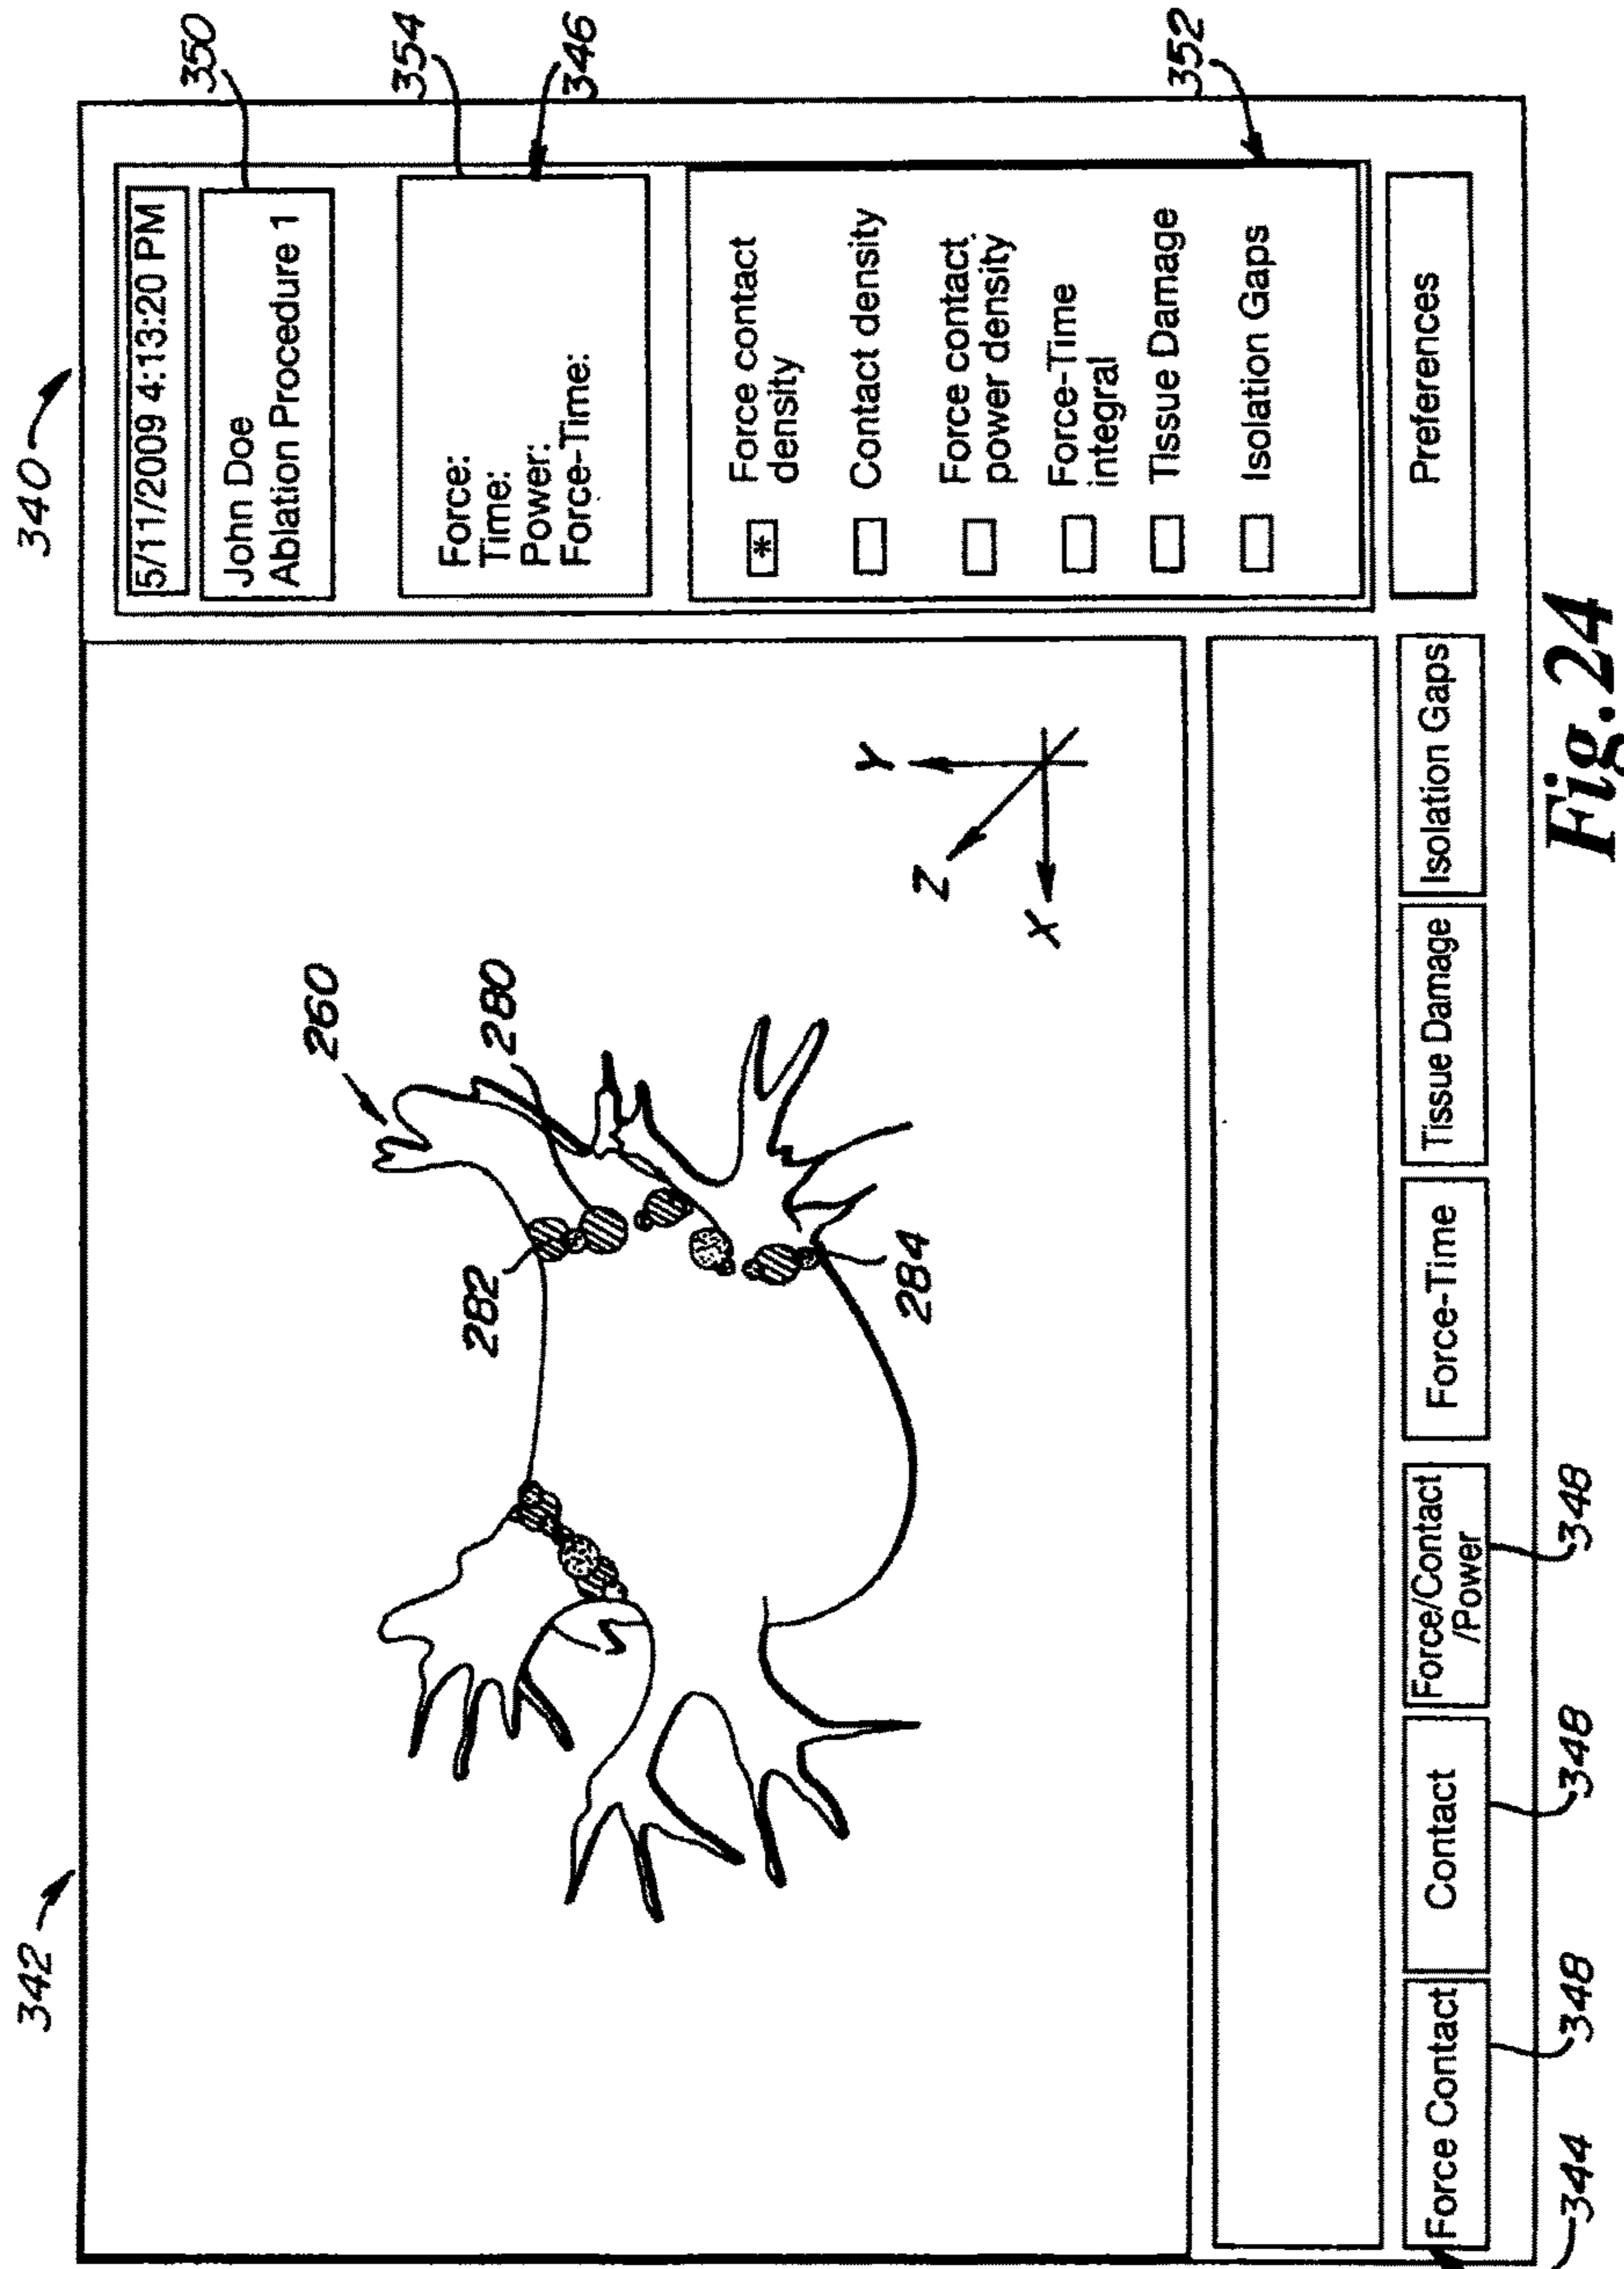 340
342
5/11/2009 4:13:20 PM
350
John Doe
Ablation Procedure 1
354
346
Force:
Time:
Power:
Force-Time:
* Force contact
density
Contact density
Force contact
power density
Force-Time
integral
Tissue Damage
Isolation Gaps
352
Preferences
260
280
282
284
Y
Z
X
Force Contact
Contact
Force/Contact
/Power
Force-Time
Tissue Damage
Isolation Gaps
344
348
348
348
Fig. 24